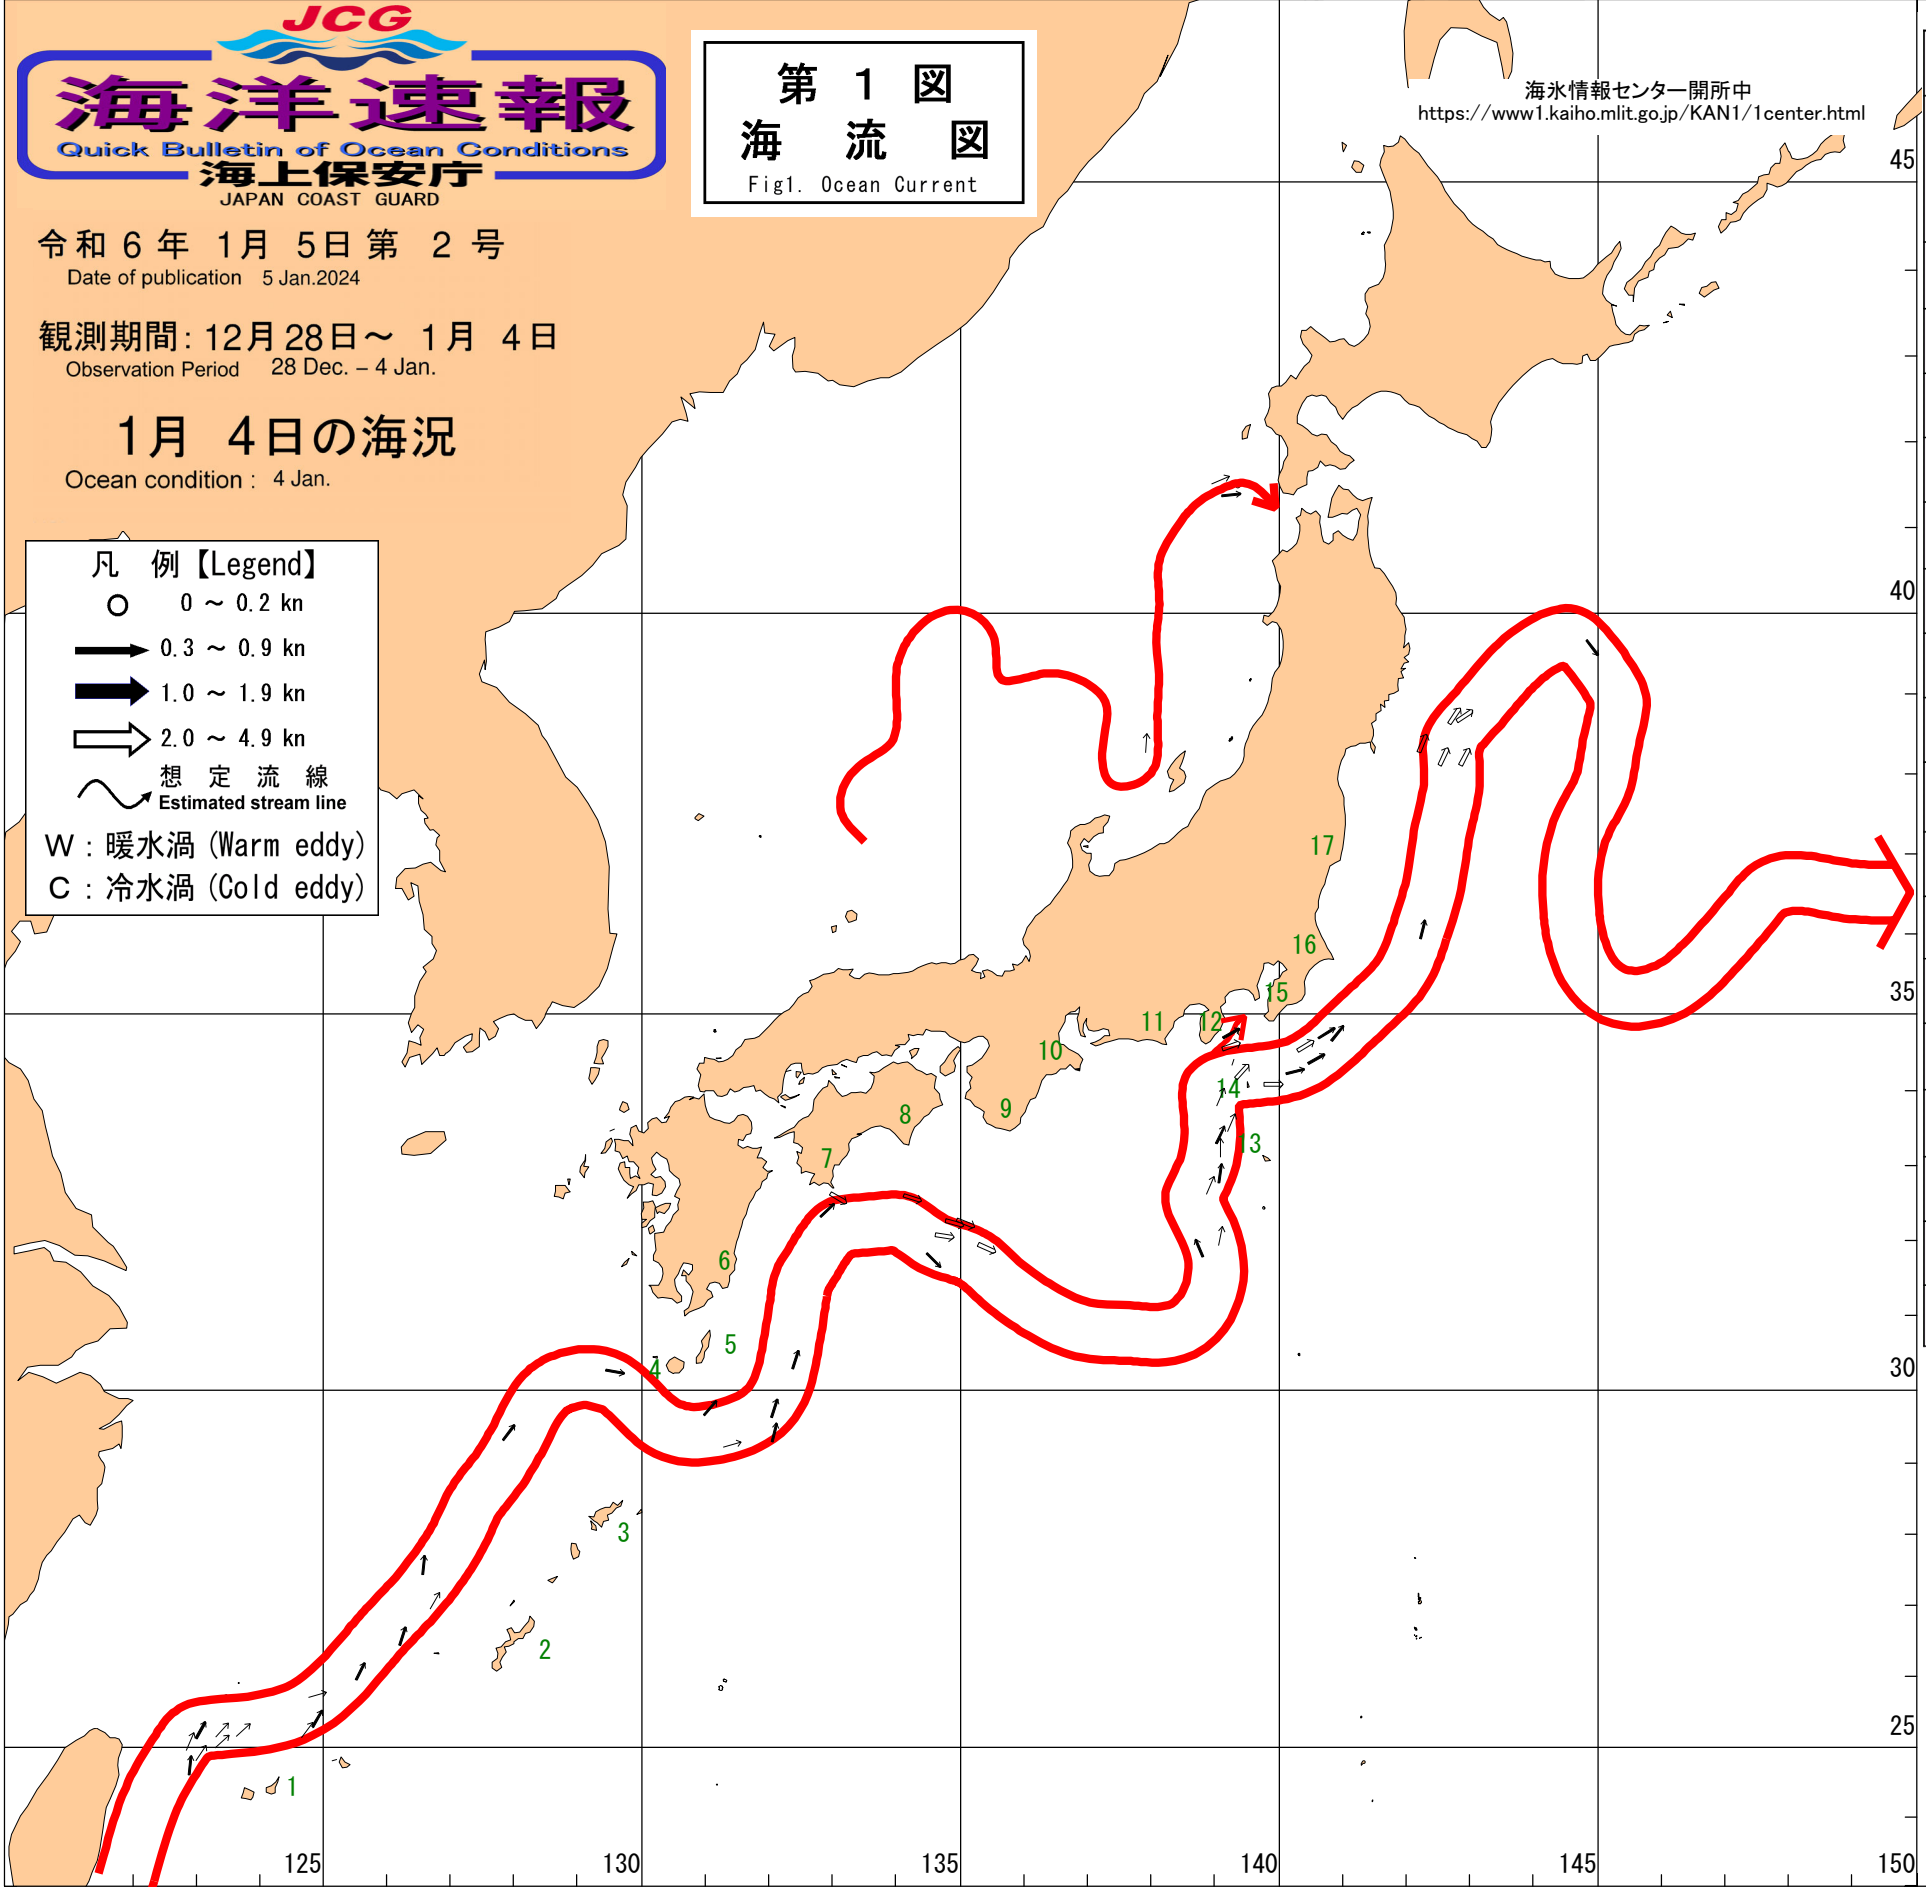 JCG
海洋速報
Quick Bulletin of Ocean Conditions
海上保安庁
JAPAN COAST GUARD
令和 6 年 1月 5日 第 2 号
Date of publication 5 Jan.2024
観測期間: 12月 28日～ 1月 4日
Observation Period 28 Dec. – 4 Jan.
1月 4日の海況
Ocean condition : 4 Jan.
第 1 図
海 流 図
Fig1. Ocean Current
海氷情報センター開所中
https://www1.kaiho.mlit.go.jp/KAN1/1center.html
凡 例【Legend】
0 ～ 0.2 kn
0.3 ～ 0.9 kn
1.0 ～ 1.9 kn
2.0 ～ 4.9 kn
想 定 流 線
Estimated stream line
W : 暖水渦 (Warm eddy)
C : 冷水渦 (Cold eddy)
45
40
35
30
25
17
16
15
14
13
12
11
10
9
8
7
6
5
4
3
2
1
125
130
135
140
145
150